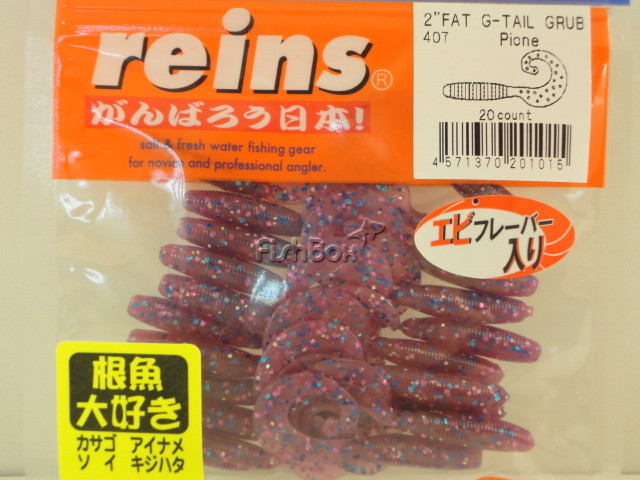 reins®
がんばろう日本!
salt & fresh water fishing gear
for novice and professional angler.
2"FAT G-TAIL GRUB
407 Pione
20count
4 571370 201015
エビフレーバー
入り
FishBox
根魚
大好き
カサゴ アイナメ
ソイ キジハタ